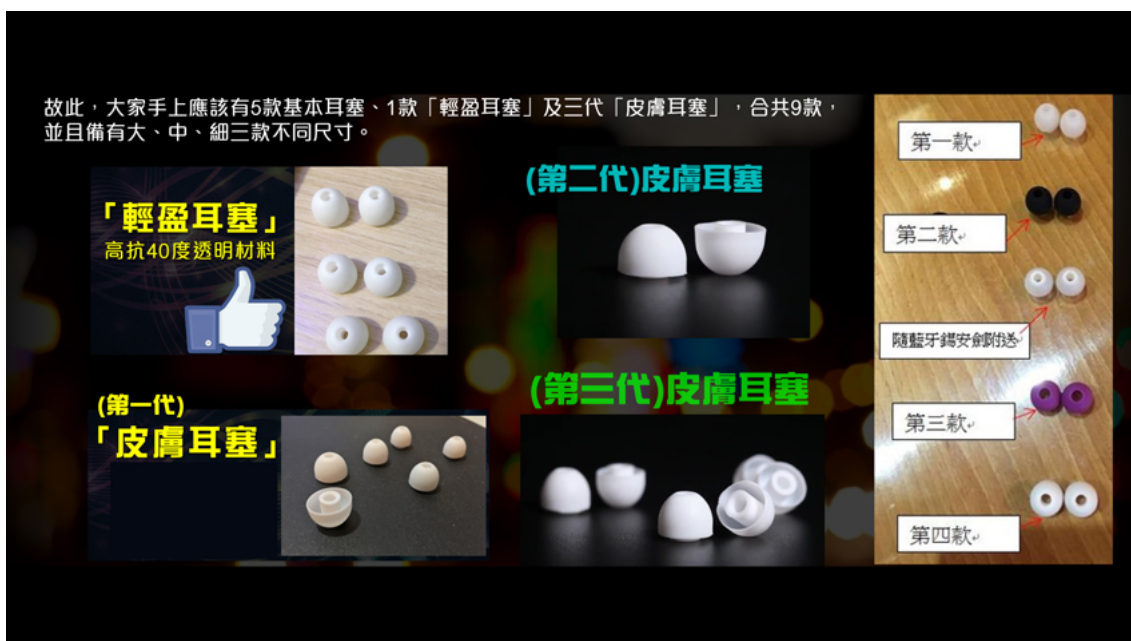 故此，大家手上應該有5款基本耳塞、1款「輕盈耳塞」及三代「皮膚耳塞」，合共9款，
並且備有大、中、細三款不同尺寸。
「輕盈耳塞」
高抗40度透明材料
(第一代)
「皮膚耳塞」
(第二代)皮膚耳塞
(第三代)皮膚耳塞
第一款
第二款
隨藍牙鍚安劍附送
第三款
第四款